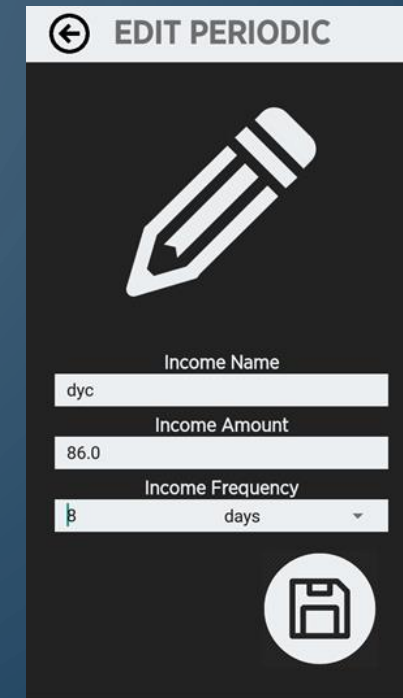 EDIT PERIODIC
Income Name
dyc
Income Amount
86.0
Income Frequency
8 days